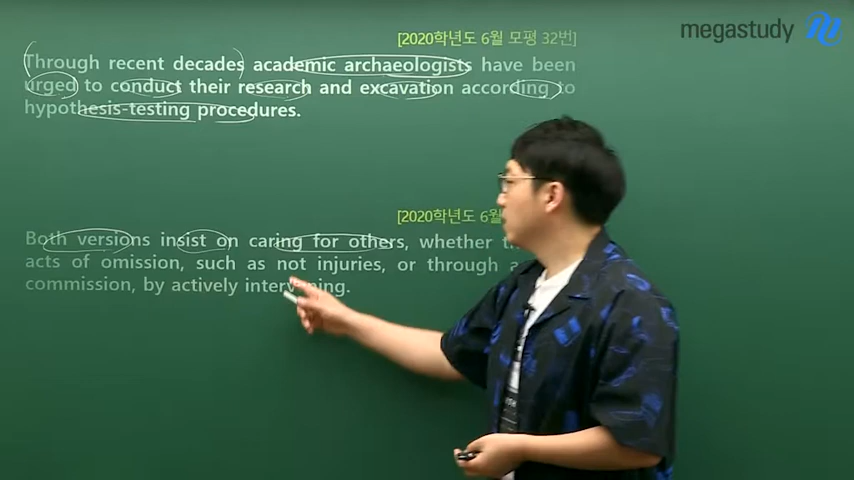 megastudy
[2020학년도 6월 모평 32번]
Through recent decades academic archaeologists have been
urged to conduct their research and excavation according to
hypothesis-testing procedures.
[2020학년도 6월
Both versions insist on caring for others, whether
acts of omission, such as not injuries, or through
commission, by actively intervening.